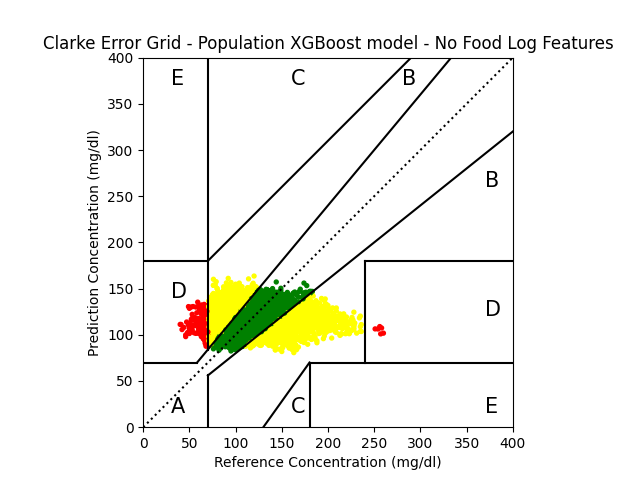 Clarke Error Grid - Population XGBoost model - No Food Log Features
Prediction Concentration (mg/dl)
400
350
300
250
200
150
100
50
0
E
C
B
B
D
D
A
C
E
0 50 100 150 200 250 300 350 400
Reference Concentration (mg/dl)